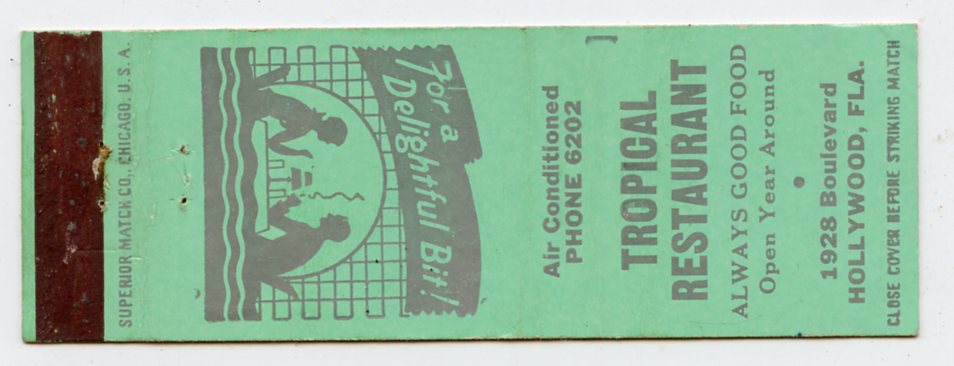 SUPERIOR MATCH CO., CHICAGO, U.S.A.
For a
Delightful Bit!
Air Conditioned
PHONE 6202
TROPICAL
RESTAURANT
ALWAYS GOOD FOOD
Open Year Around
1928 Boulevard
HOLLYWOOD, FLA.
CLOSE COVER BEFORE STRIKING MATCH